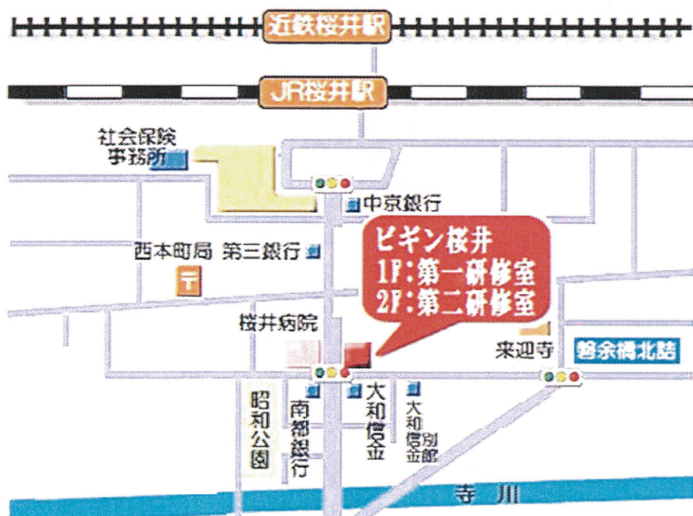 近鉄桜井駅
JR桜井駅
社会保険
事務所
中京銀行
ビギン桜井
1F:第一研修室
2F:第二研修室
西本町局
第三銀行
〒
桜井病院
来迎寺
磐余橋北詰
昭和公園
南都銀行
大和信金
大和信金
別館
寺川